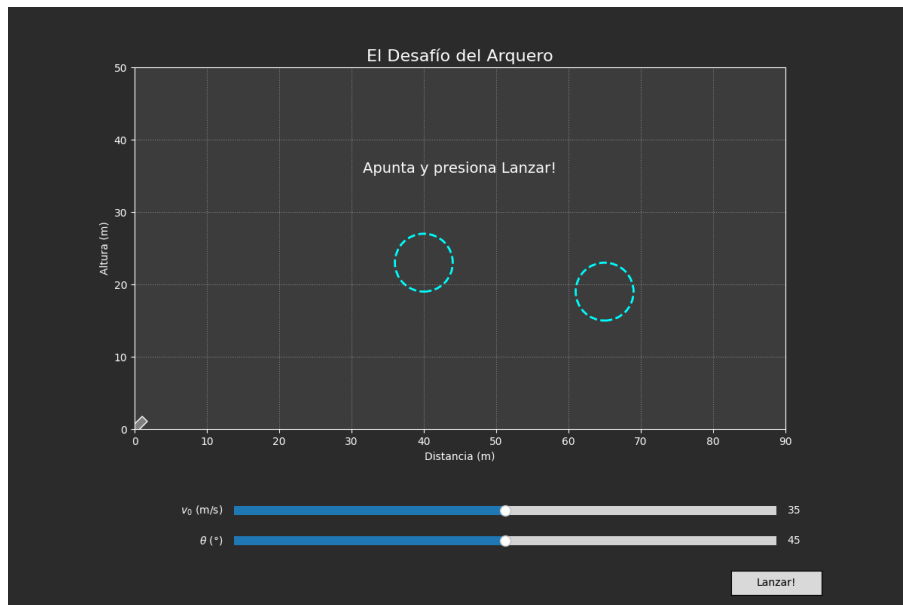 El Desafío del Arquero
50
40
30
20
10
0
Altura (m)
Apunta y presiona Lanzar!
0 10 20 30 40 50 60 70 80 90
Distancia (m)
v₀ (m/s) 35
θ (°) 45
Lanzar!